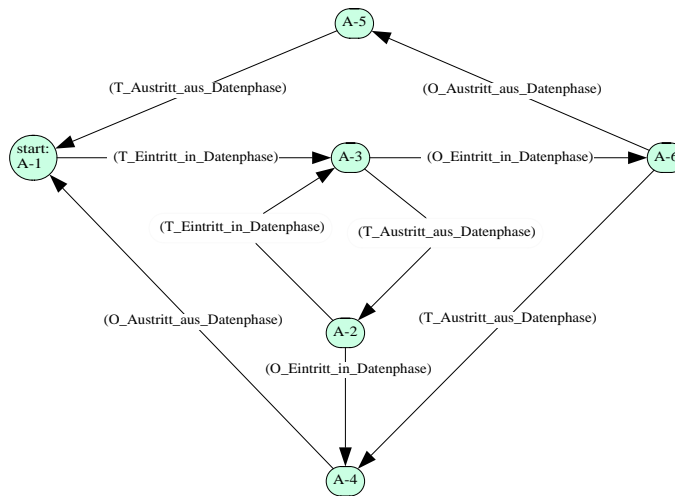 A-5
(T_Austritt_aus_Datenphase)
(O_Austritt_aus_Datenphase)
start:
A-1
(T_Eintritt_in_Datenphase)
A-3
(O_Eintritt_in_Datenphase)
A-6
(T_Eintritt_in_Datenphase)
(T_Austritt_aus_Datenphase)
(O_Austritt_aus_Datenphase)
A-2
(T_Austritt_aus_Datenphase)
(O_Eintritt_in_Datenphase)
A-4